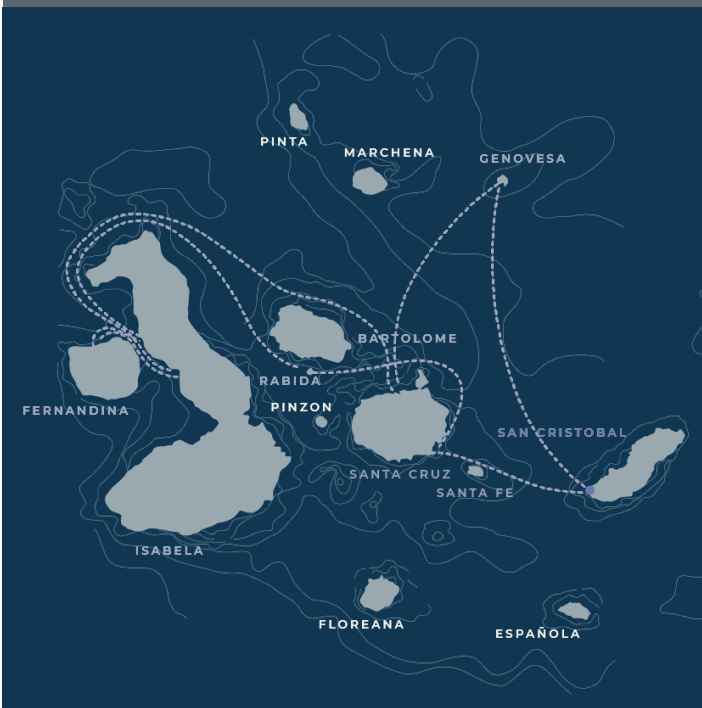 PINTA
MARCHENA
GENOVESA
BARTOLOME
RABIDA
PINZON
FERNANDINA
SAN CRISTOBAL
SANTA CRUZ
SANTA FE
ISABELA
FLOREANA
ESPAÑOLA